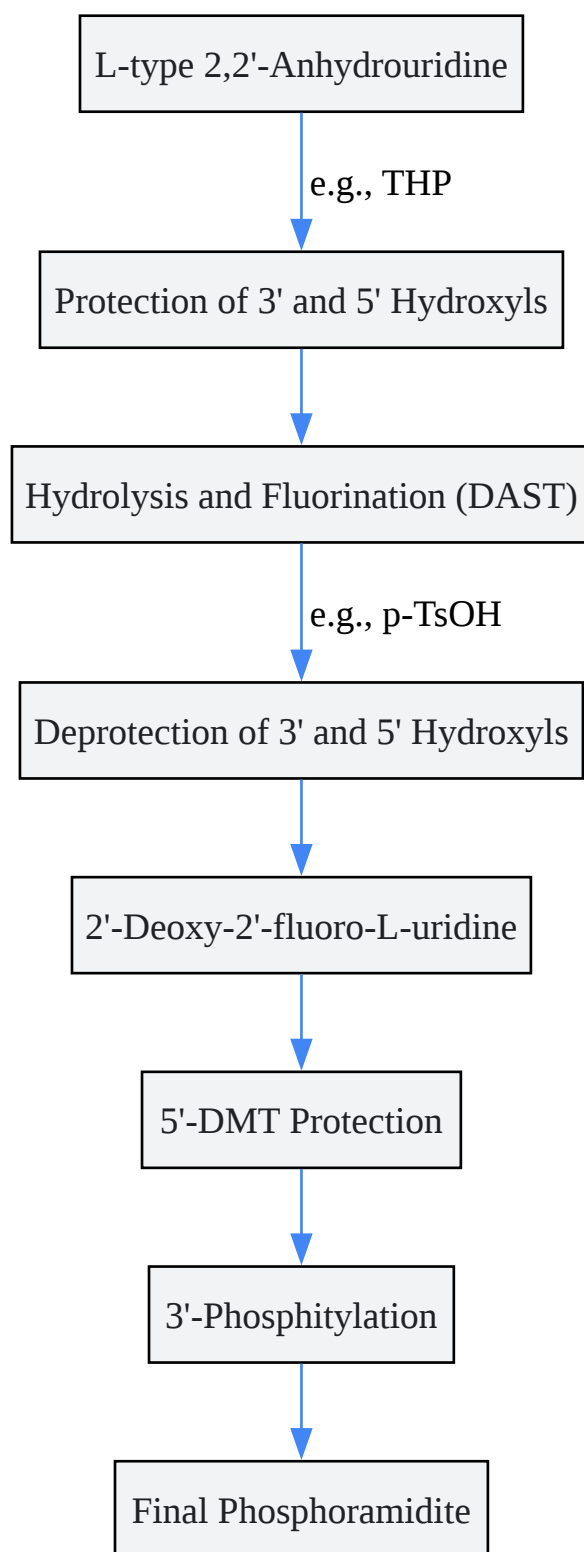 L-type 2,2'-Anhydrouridine
e.g., THP
Protection of 3' and 5' Hydroxyls
Hydrolysis and Fluorination (DAST)
e.g., p-TsOH
Deprotection of 3' and 5' Hydroxyls
2'-Deoxy-2'-fluoro-L-uridine
5'-DMT Protection
3'-Phosphitylation
Final Phosphoramidite